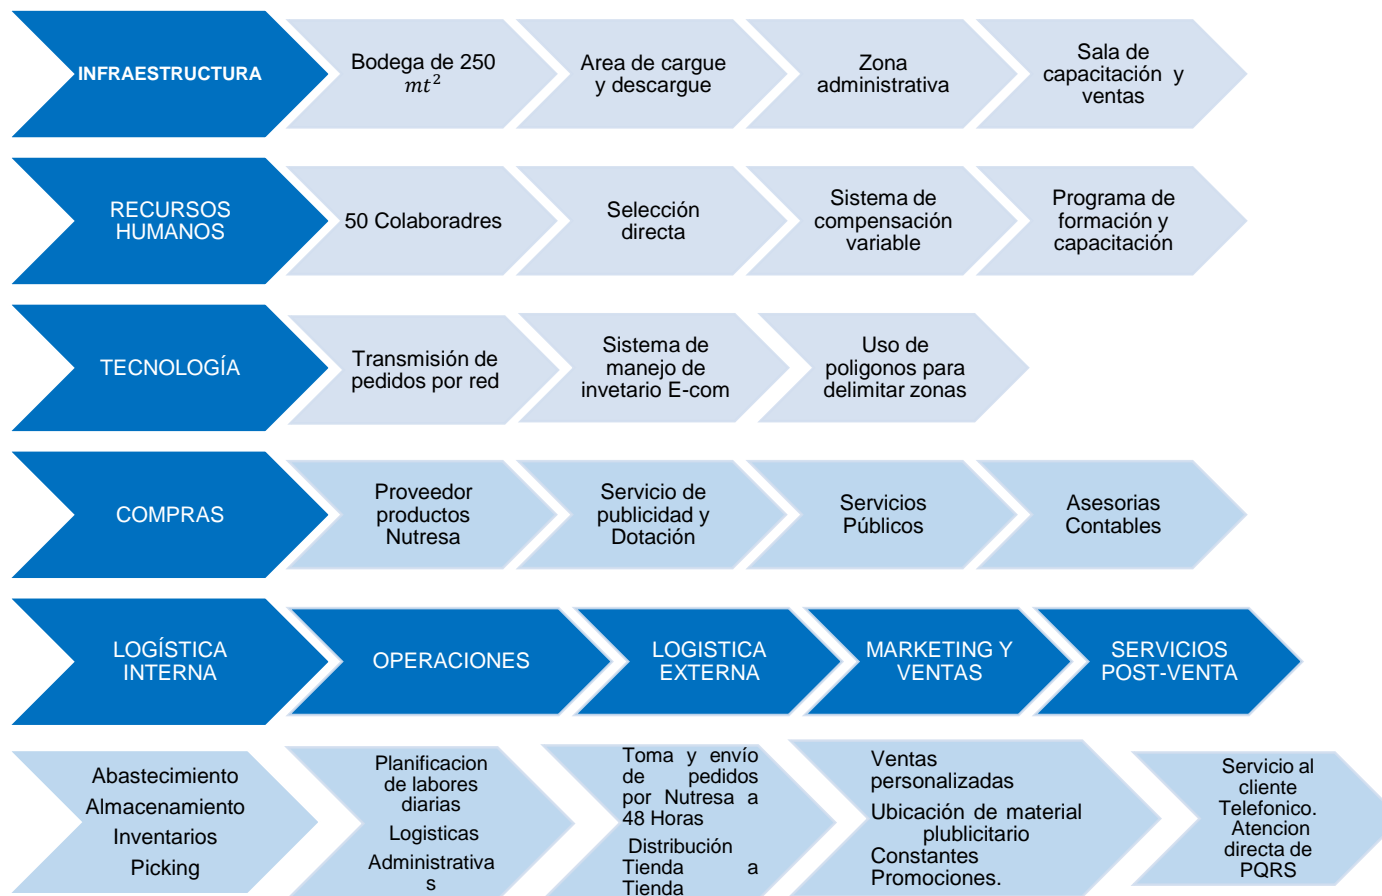 INFRAESTRUCTURA
Bodega de 250
mt²
Area de cargue
y descargue
Zona
administrativa
Sala de
capacitación y
ventas
RECURSOS
HUMANOS
50 Colaboradres
Selección
directa
Sistema de
compensación
variable
Programa de
formación y
capacitación
TECNOLOGÍA
Transmisión de
pedidos por red
Sistema de
manejo de
invetario E-com
Uso de
poligonos para
delimitar zonas
COMPRAS
Proveedor
productos
Nutresa
Servicio de
publicidad y
Dotación
Servicios
Públicos
Asesorias
Contables
LOGÍSTICA
INTERNA
OPERACIONES
LOGISTICA
EXTERNA
MARKETING Y
VENTAS
SERVICIOS
POST-VENTA
Abastecimiento
Almacenamiento
Inventarios
Picking
Planificacion
de labores
diarias
Logisticas
Administrativa
s
Toma y envío
de pedidos
por Nutresa a
48 Horas
Distribución
Tienda a
Tienda
Ventas
personalizadas
Ubicación de material
plublicitario
Constantes
Promociones.
Servicio al
cliente
Telefonico.
Atencion
directa de
PQRS